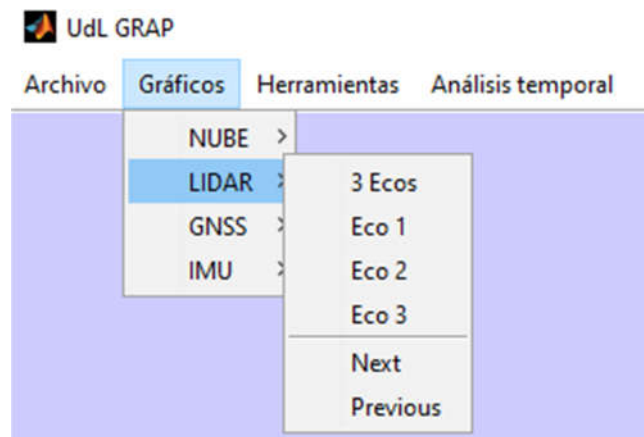 UdL GRAP
Archivo Gráficos Herramientas Análisis temporal
NUBE >
LIDAR >
3 Ecos
GNSS >
Eco 1
IMU >
Eco 2
Eco 3
Next
Previous